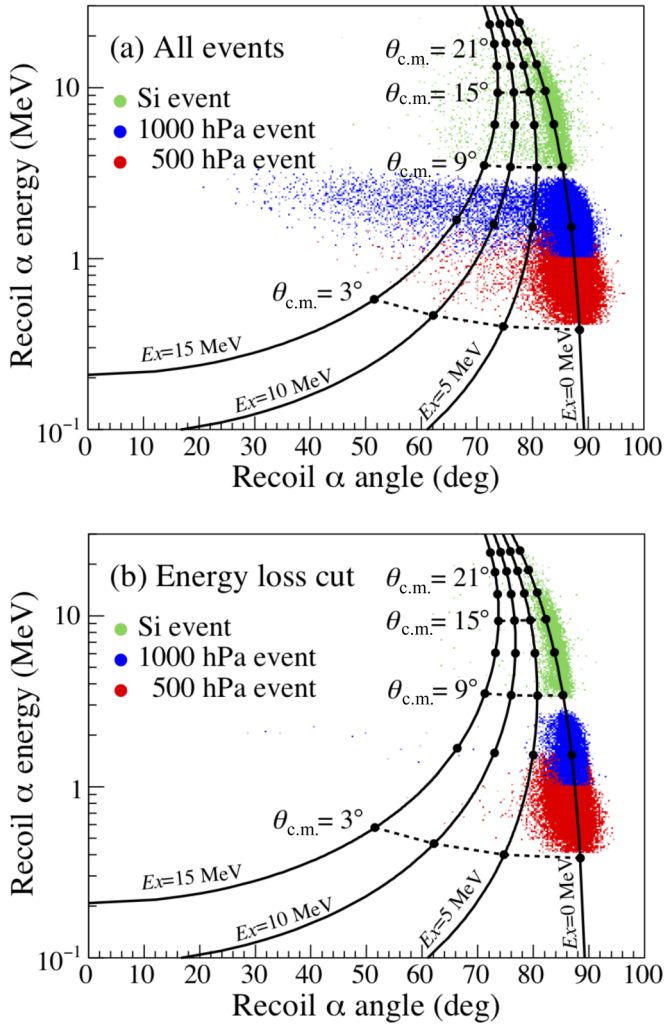 (a) All events
Si event
1000 hPa event
500 hPa event
θc.m.= 21°
θc.m.= 15°
θc.m.= 9°
θc.m.= 3°
Ex=15 MeV
Ex=10 MeV
Ex=5 MeV
Ex=0 MeV
Recoil α energy (MeV)
10
1
10⁻¹
0 10 20 30 40 50 60 70 80 90 100
Recoil α angle (deg)
(b) Energy loss cut
Si event
1000 hPa event
500 hPa event
θc.m.= 21°
θc.m.= 15°
θc.m.= 9°
θc.m.= 3°
Ex=15 MeV
Ex=10 MeV
Ex=5 MeV
Ex=0 MeV
Recoil α energy (MeV)
10
1
10⁻¹
0 10 20 30 40 50 60 70 80 90 100
Recoil α angle (deg)